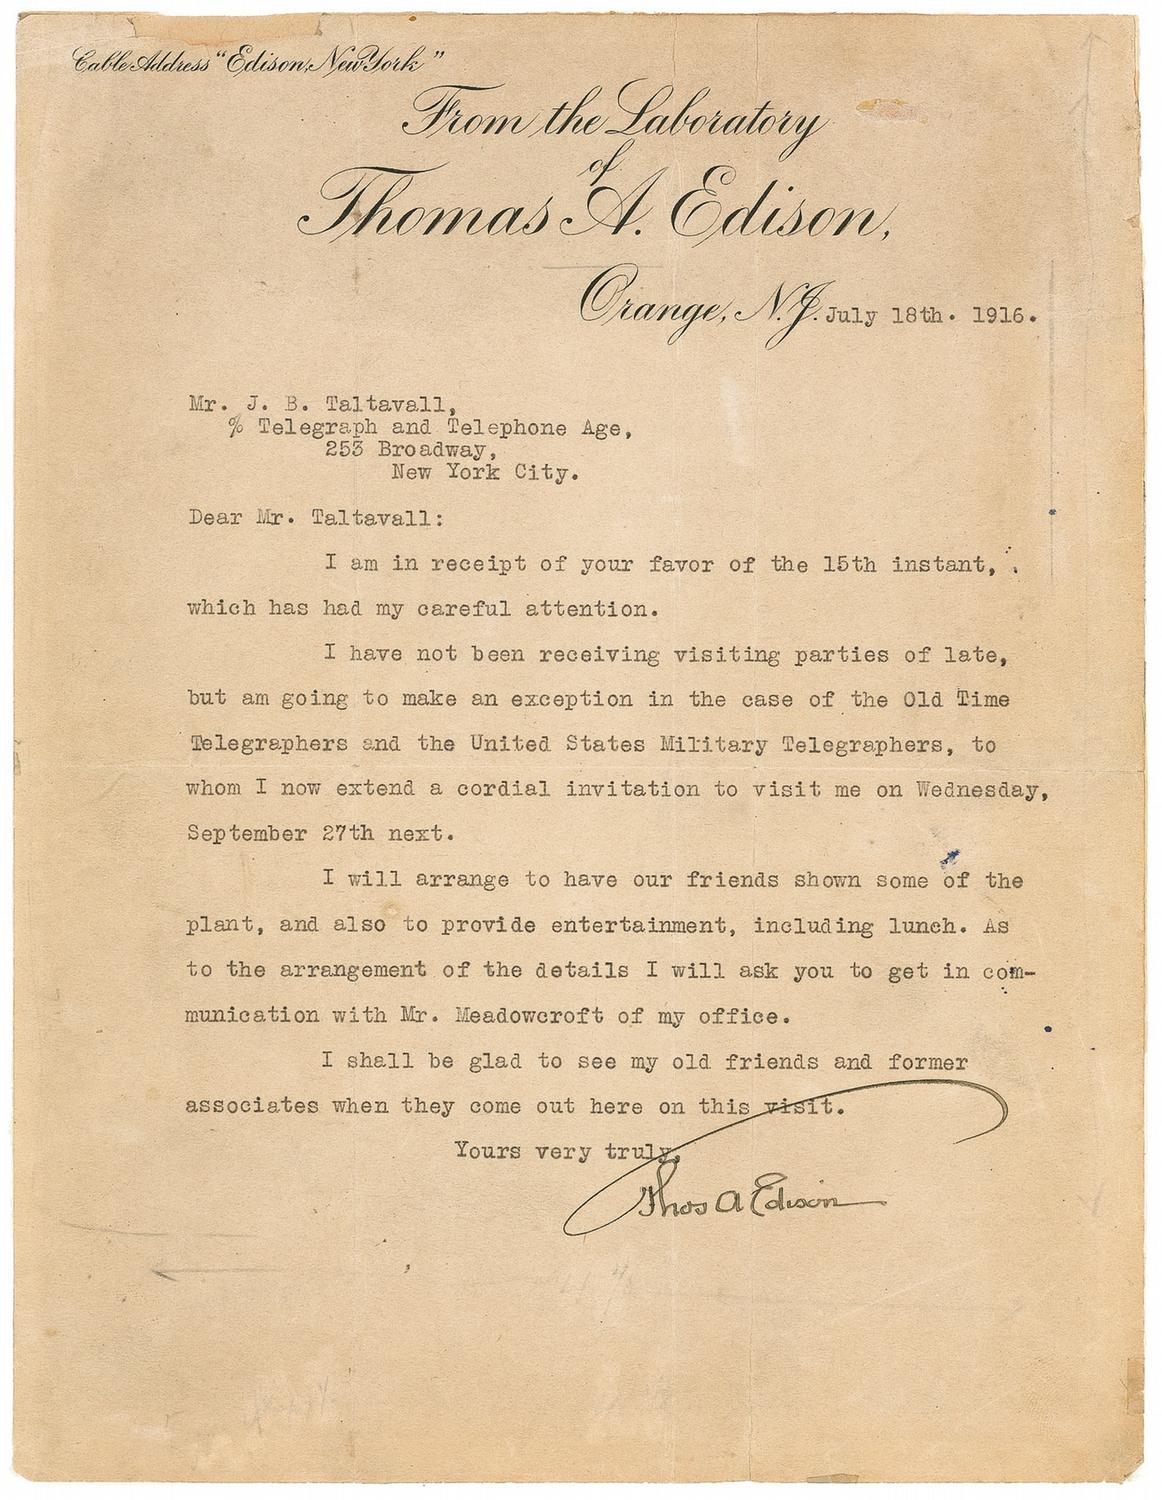 Cable Address "Edison, New York"
From the Laboratory
of
Thomas A. Edison,
Orange, N.J. July 18th. 1916.
Mr. J. B. Taltavall,
% Telegraph and Telephone Age,
253 Broadway,
New York City.
Dear Mr. Taltavall:
I am in receipt of your favor of the 15th instant,
which has had my careful attention.
I have not been receiving visiting parties of late,
but am going to make an exception in the case of the Old Time
Telegraphers and the United States Military Telegraphers, to
whom I now extend a cordial invitation to visit me on Wednesday,
September 27th next.
I will arrange to have our friends shown some of the
plant, and also to provide entertainment, including lunch. As
to the arrangement of the details I will ask you to get in com-
munication with Mr. Meadowcroft of my office.
I shall be glad to see my old friends and former
associates when they come out here on this visit.
Yours very truly,
Thos A Edison